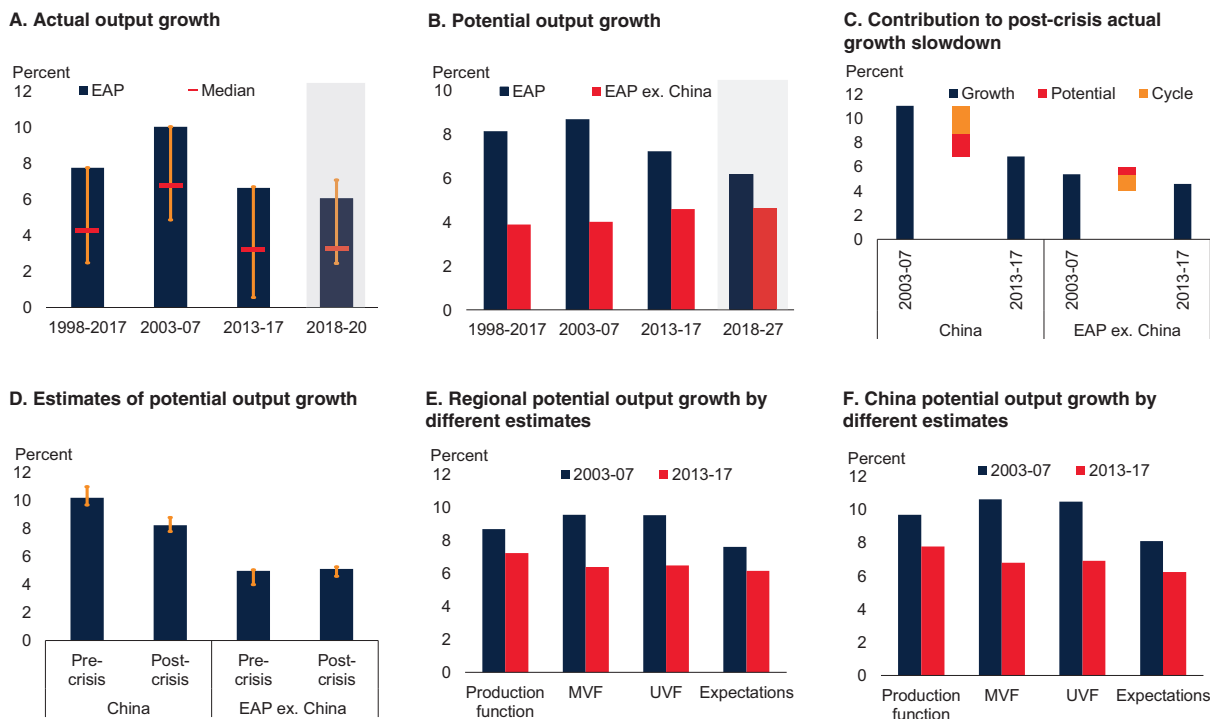 A. Actual output growth
Percent
EAP
Median
12
10
8
6
4
2
0
1998-2017
2003-07
2013-17
2018-20
B. Potential output growth
Percent
EAP
EAP ex. China
10
8
6
4
2
0
1998-2017
2003-07
2013-17
2018-27
C. Contribution to post-crisis actual
growth slowdown
Percent
Growth
Potential
Cycle
12
10
8
6
4
2
0
2003-07
2013-17
2003-07
2013-17
China
EAP ex. China
D. Estimates of potential output growth
Percent
12
10
8
6
4
2
0
Pre-
crisis
Post-
crisis
Pre-
crisis
Post-
crisis
China
EAP ex. China
E. Regional potential output growth by
different estimates
Percent
2003-07
2013-17
12
10
8
6
4
2
0
Production
function
MVF
UVF
Expectations
F. China potential output growth by
different estimates
Percent
2003-07
2013-17
12
10
8
6
4
2
0
Production
function
MVF
UVF
Expectations